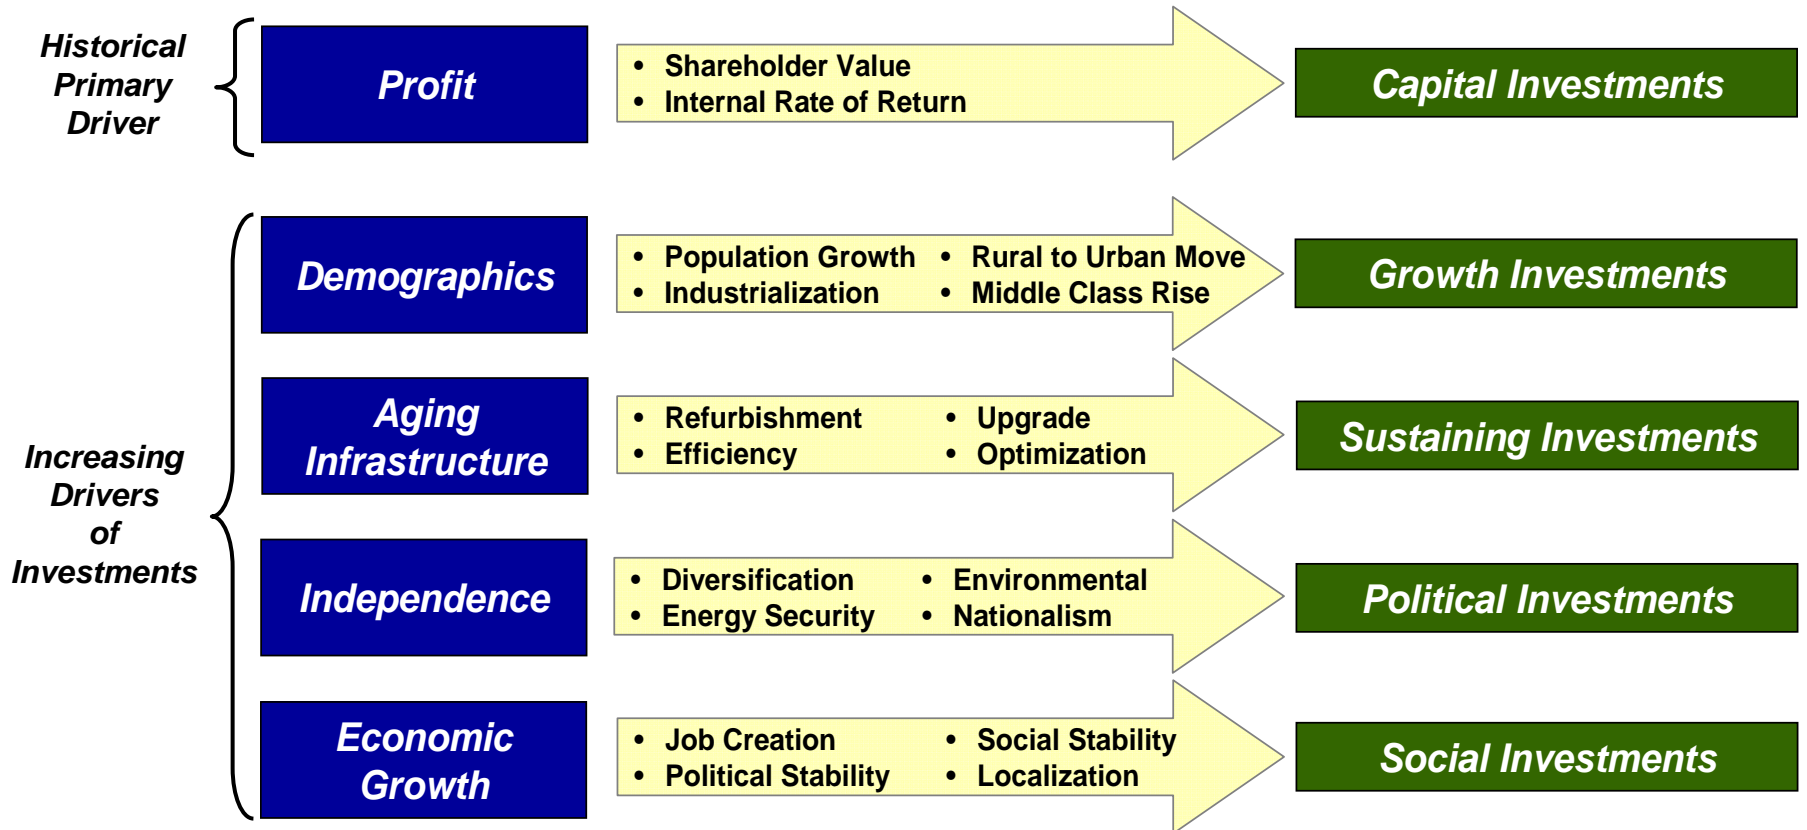 Historical
Primary
Driver
Profit
• Shareholder Value
• Internal Rate of Return
Capital Investments
Increasing
Drivers
of
Investments
Demographics
• Population Growth • Rural to Urban Move
• Industrialization • Middle Class Rise
Growth Investments
Aging
Infrastructure
• Refurbishment • Upgrade
• Efficiency • Optimization
Sustaining Investments
Independence
• Diversification • Environmental
• Energy Security • Nationalism
Political Investments
Economic
Growth
• Job Creation • Social Stability
• Political Stability • Localization
Social Investments